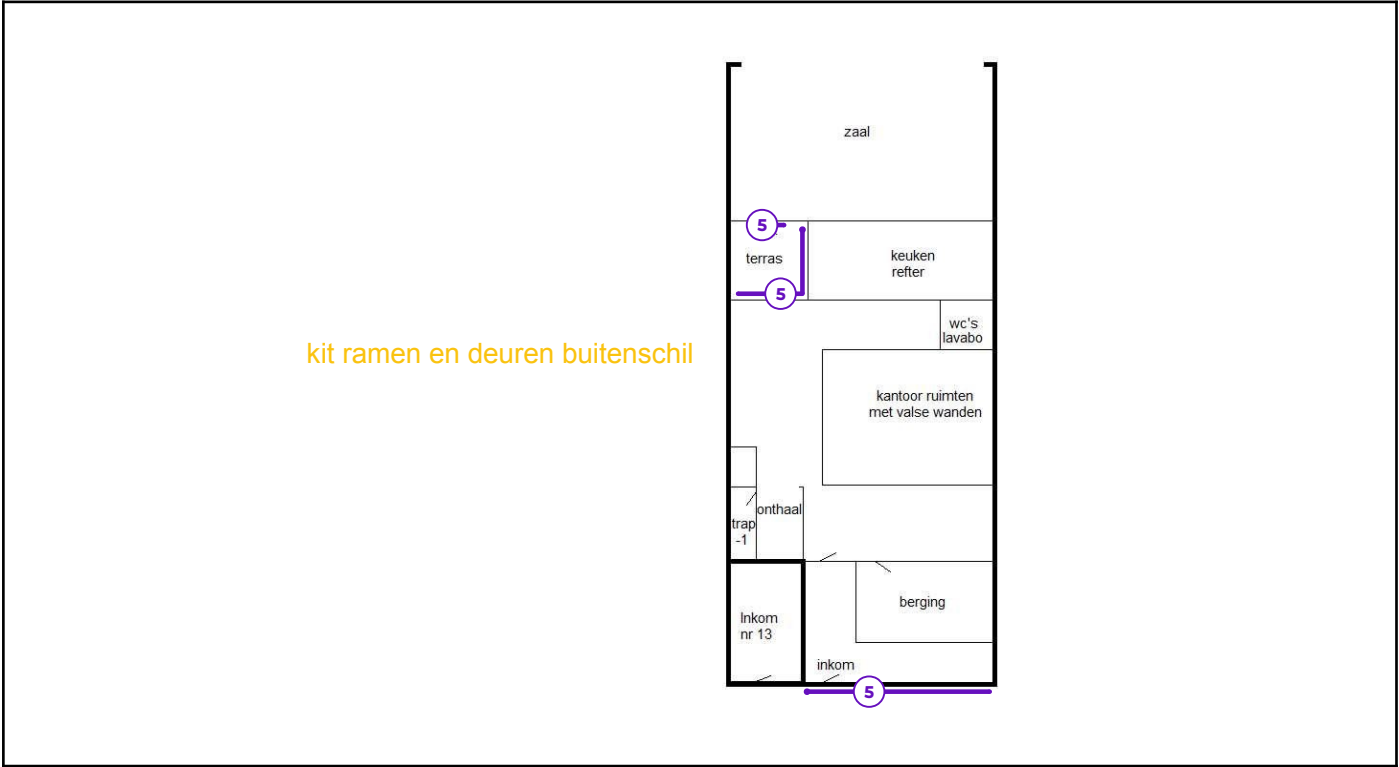 zaal
5
terras
keuken
refter
5
wc's
lavabo
kit ramen en deuren buitenschil
kantoor ruimten
met valse wanden
onthaal
trap
-1
berging
Inkom
nr 13
inkom
5